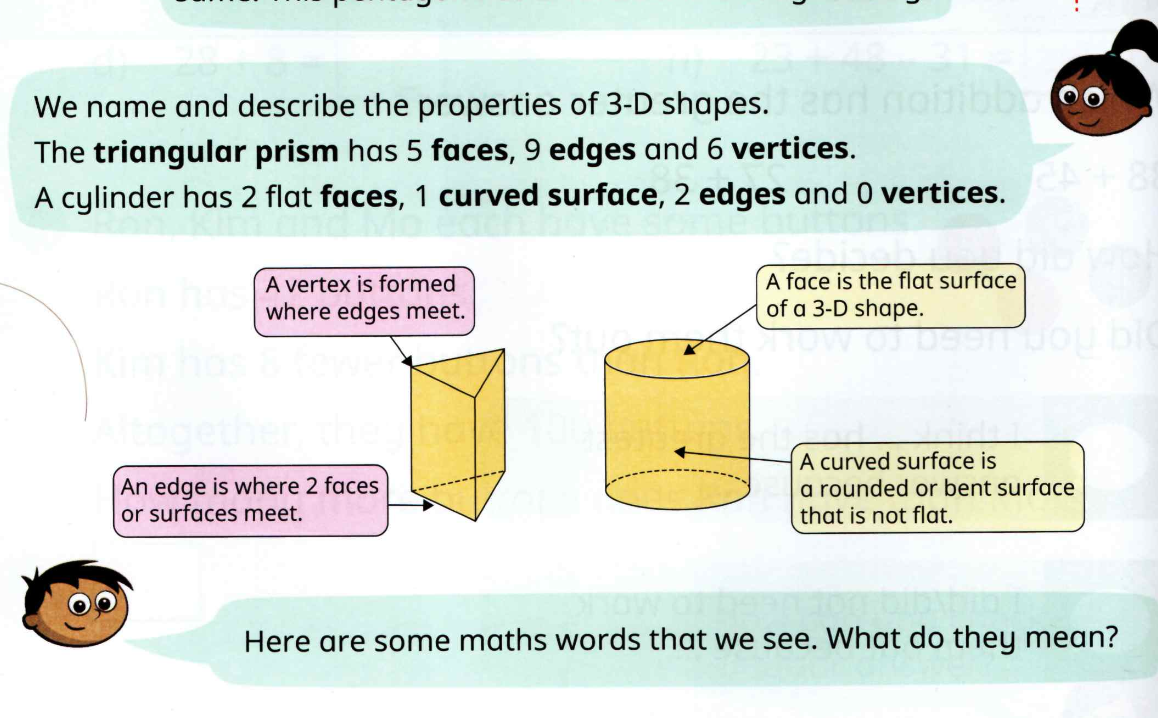 We name and describe the properties of 3-D shapes.
The triangular prism has 5 faces, 9 edges and 6 vertices.
A cylinder has 2 flat faces, 1 curved surface, 2 edges and 0 vertices.
A vertex is formed
where edges meet.
A face is the flat surface
of a 3-D shape.
An edge is where 2 faces
or surfaces meet.
A curved surface is
a rounded or bent surface
that is not flat.
Here are some maths words that we see. What do they mean?